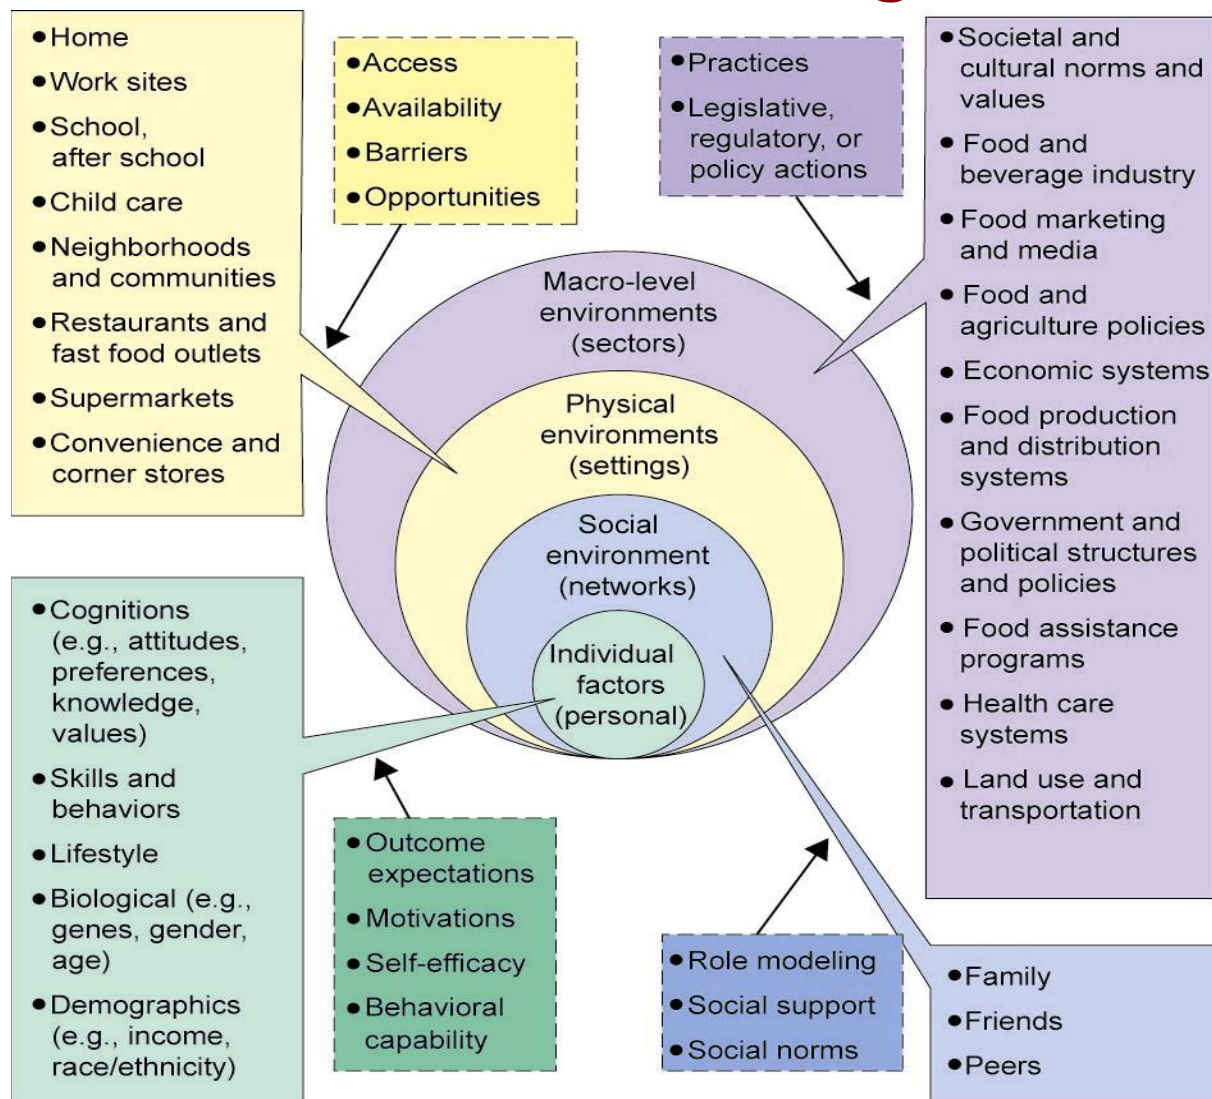 • Home
• Work sites
• School,
after school
• Child care
• Neighborhoods
and communities
• Restaurants and
fast food outlets
• Supermarkets
• Convenience and
corner stores
• Access
• Availability
• Barriers
• Opportunities
• Practices
• Legislative,
regulatory, or
policy actions
• Societal and
cultural norms and
values
• Food and
beverage industry
• Food marketing
and media
• Food and
agriculture policies
• Economic systems
• Food production
and distribution
systems
• Government and
political structures
and policies
• Food assistance
programs
• Health care
systems
• Land use and
transportation
Macro-level
environments
(sectors)
Physical
environments
(settings)
Social
environment
(networks)
Individual
factors
(personal)
• Cognitions
(e.g., attitudes,
preferences,
knowledge,
values)
• Skills and
behaviors
• Lifestyle
• Biological (e.g.,
genes, gender,
age)
• Demographics
(e.g., income,
race/ethnicity)
• Outcome
expectations
• Motivations
• Self-efficacy
• Behavioral
capability
• Role modeling
• Social support
• Social norms
• Family
• Friends
• Peers